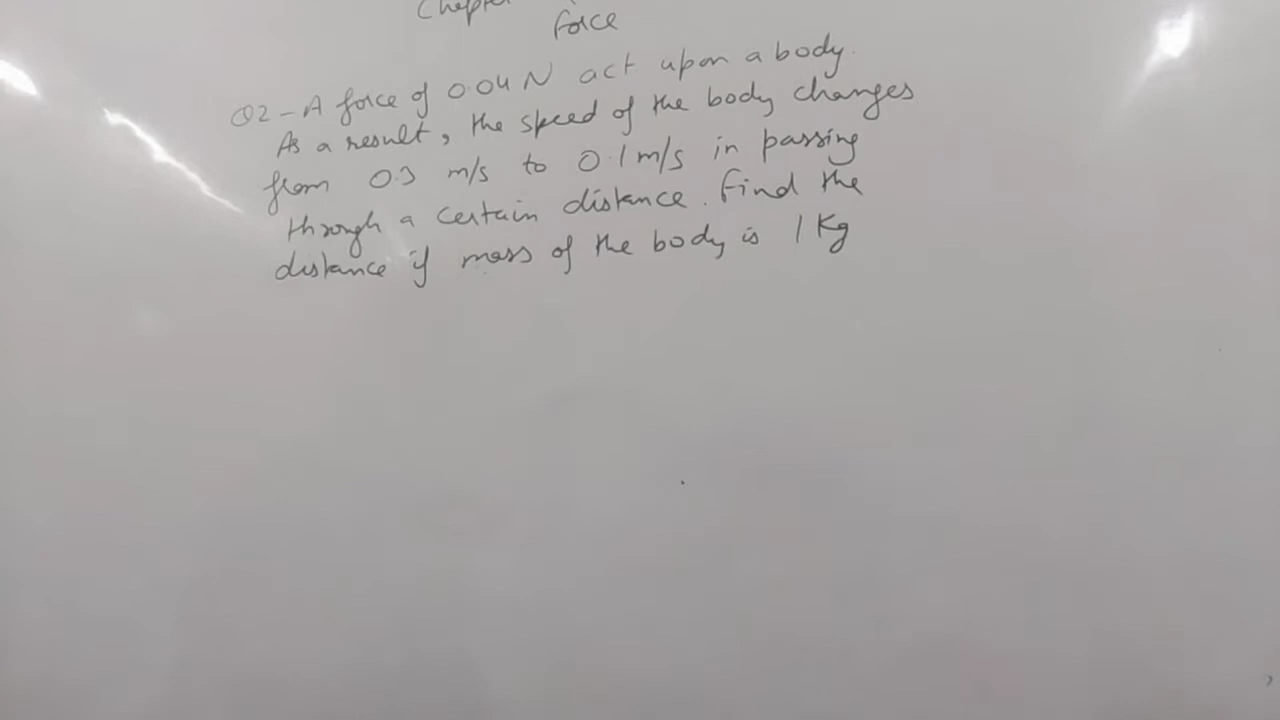 Chapter
Force
Q2 - A force of 0.04 N act upon a body.
As a result, the speed of the body changes
from 0.3 m/s to 0.1 m/s in passing
through a certain distance. Find the
distance if mass of the body is 1 Kg